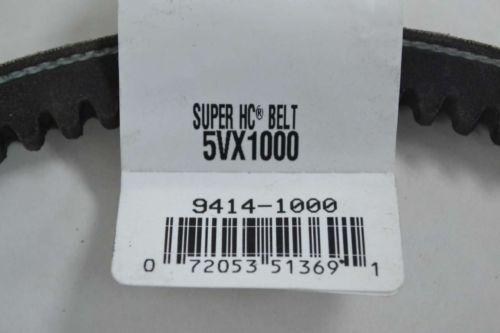 SUPER HC® BELT
5VX1000
9414-1000
0 72053 51369 1